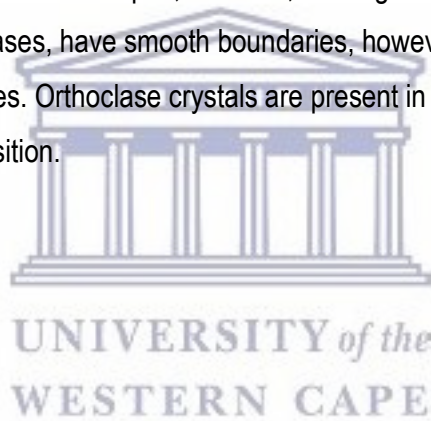 ases, have smooth boundaries, howev
es. Orthoclase crystals are present in
sition.
UNIVERSITY of the
WESTERN CAPE